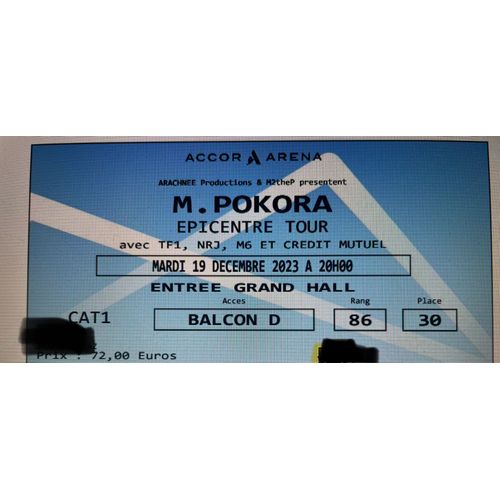 ACCOR ARENA
ARACHNEE Productions & M2theP presentent
M.POKORA
EPICENTRE TOUR
avec TF1, NRJ, M6 ET CREDIT MUTUEL
MARDI 19 DECEMBRE 2023 A 20H00
ENTREE GRAND HALL
Acces Rang Place
CAT1 BALCON D 86 30
Prix : 72,00 Euros